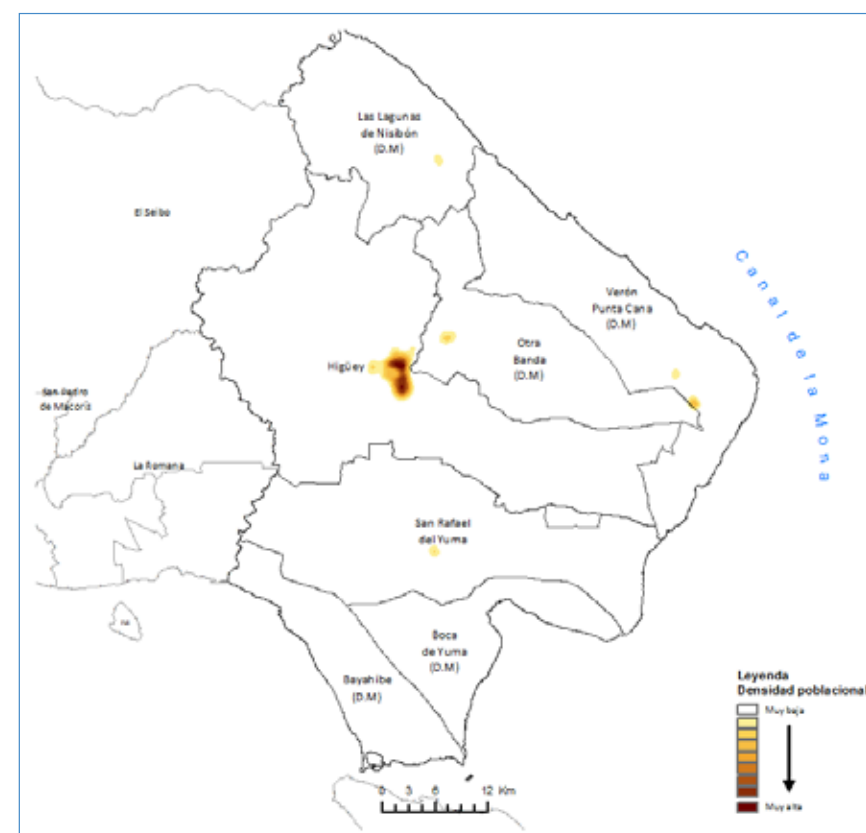 Las Lagunas
de Nisibón
(D.M)
El Seibo
Verón
Punta Cana
(D.M)
Canal de la Mona
Otra
Banda
(D.M)
Higüey
San Pedro
de Macorís
La Romana
San Rafael
del Yuma
Boca
de Yuma
(D.M)
Bayahibe
(D.M)
Leyenda
Densidad poblacional
Muy baja
Muy alta
0 3 6 12 Km